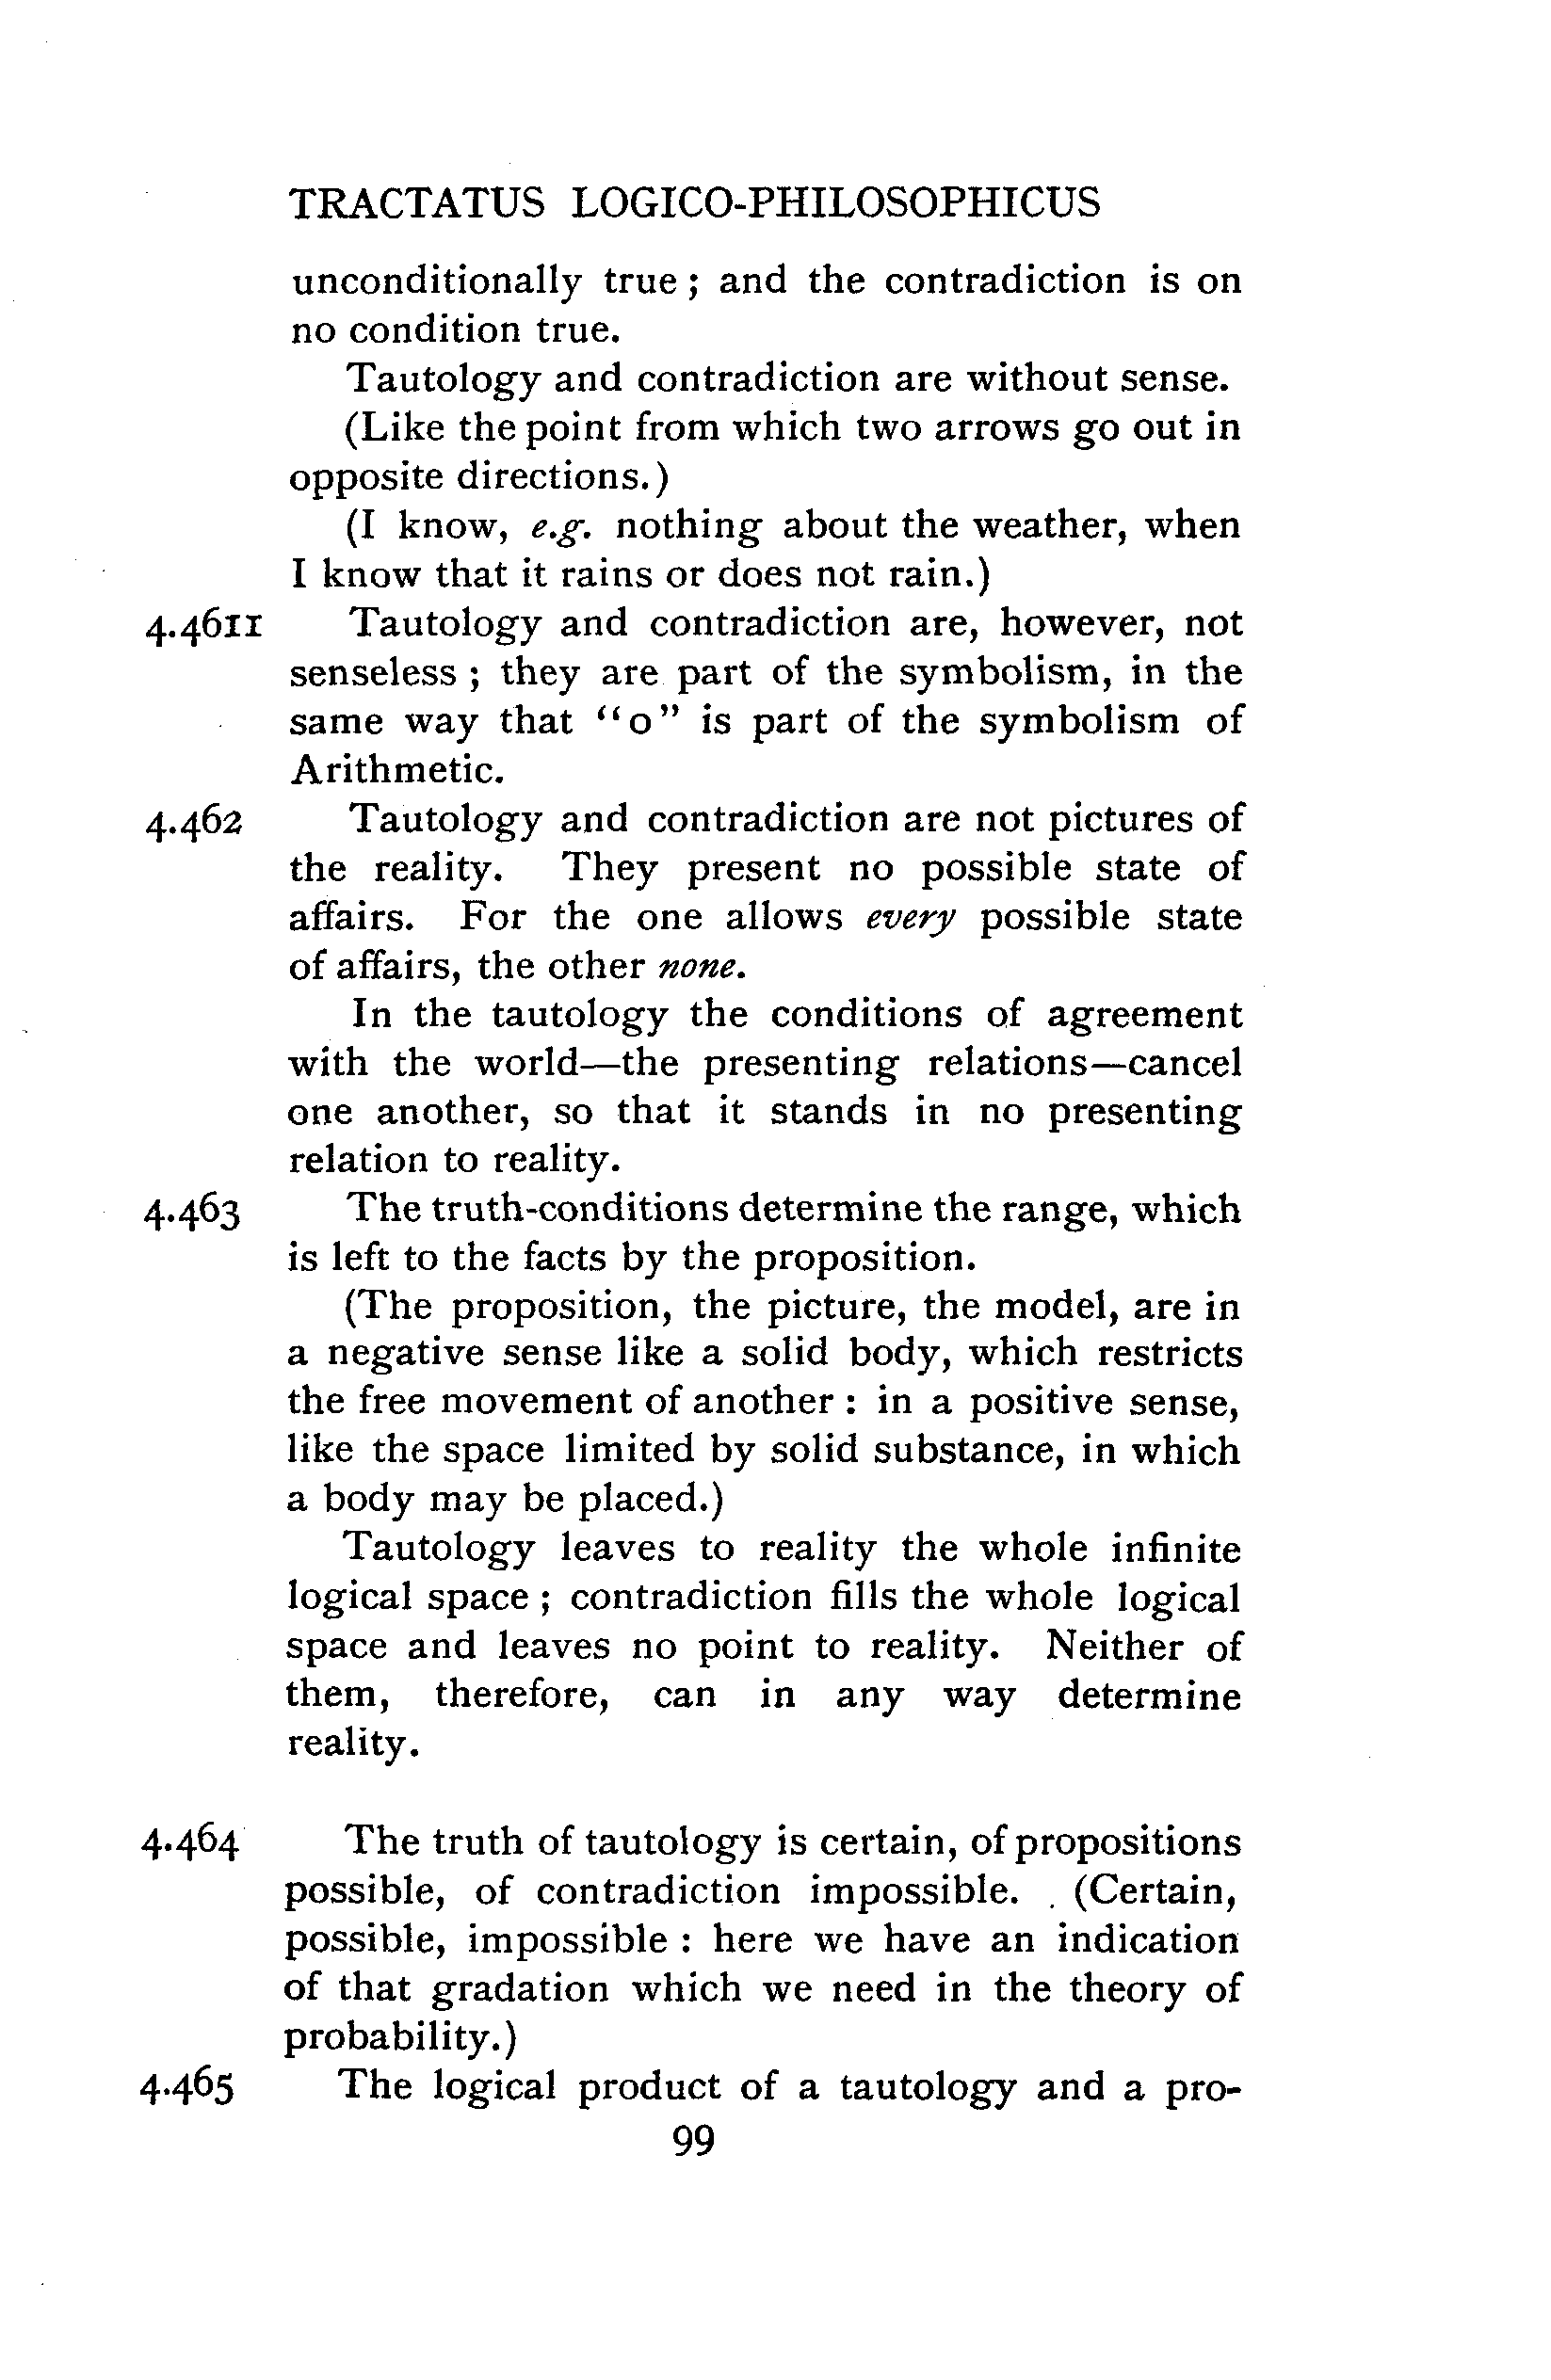 TRACTATUS LOGICO-PHILOSOPHICUS
unconditionally true ; and the contradiction is on
no condition true.
Tautology and contradiction are without sense.
(Like the point from which two arrows go out in
opposite directions.)
(I know, e.g. nothing about the weather, when
I know that it rains or does not rain.)
4.4611 Tautology and contradiction are, however, not
senseless ; they are part of the symbolism, in the
same way that “o” is part of the symbolism of
Arithmetic.
4.462 Tautology and contradiction are not pictures of
the reality. They present no possible state of
affairs. For the one allows every possible state
of affairs, the other none.
In the tautology the conditions of agreement
with the world—the presenting relations—cancel
one another, so that it stands in no presenting
relation to reality.
4.463 The truth-conditions determine the range, which
is left to the facts by the proposition.
(The proposition, the picture, the model, are in
a negative sense like a solid body, which restricts
the free movement of another : in a positive sense,
like the space limited by solid substance, in which
a body may be placed.)
Tautology leaves to reality the whole infinite
logical space ; contradiction fills the whole logical
space and leaves no point to reality. Neither of
them, therefore, can in any way determine
reality.
4.464 The truth of tautology is certain, of propositions
possible, of contradiction impossible. (Certain,
possible, impossible : here we have an indication
of that gradation which we need in the theory of
probability.)
4.465 The logical product of a tautology and a pro-
99